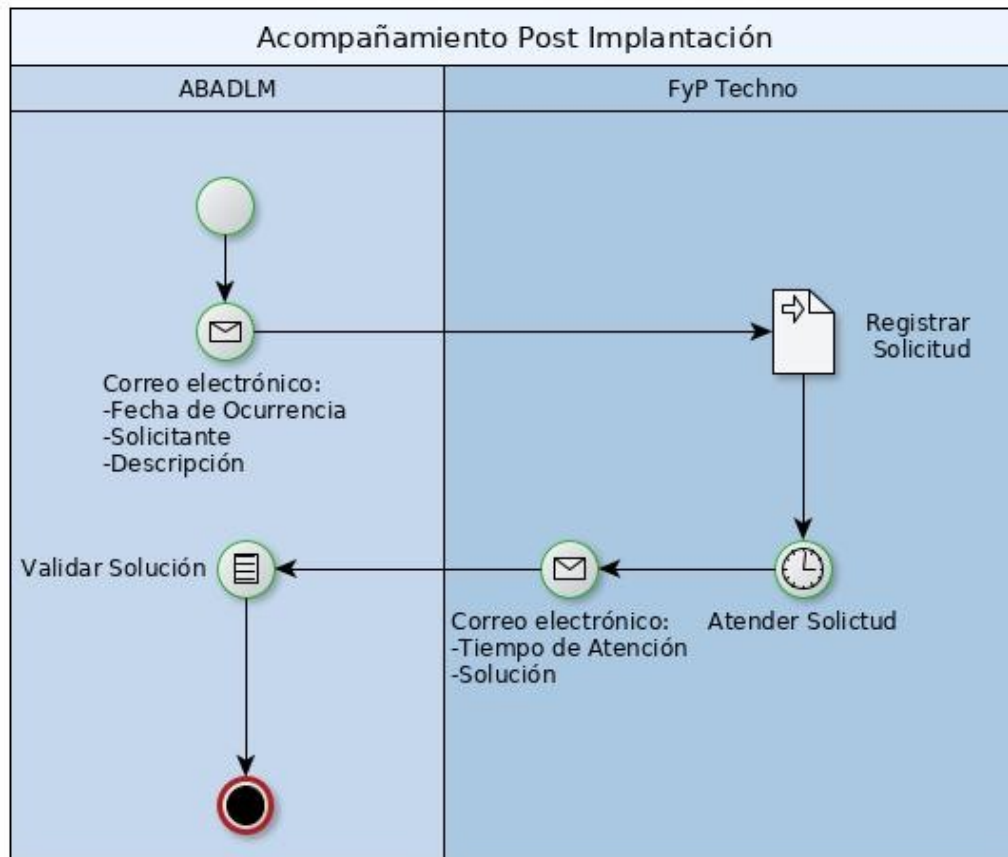 Acompañamiento Post Implantación
ABADLM
FyP Techno
Registrar
Solicitud
Correo electrónico:
-Fecha de Ocurrencia
-Solicitante
-Descripción
Validar Solución
Correo electrónico:
-Tiempo de Atención
-Solución
Atender Solictud